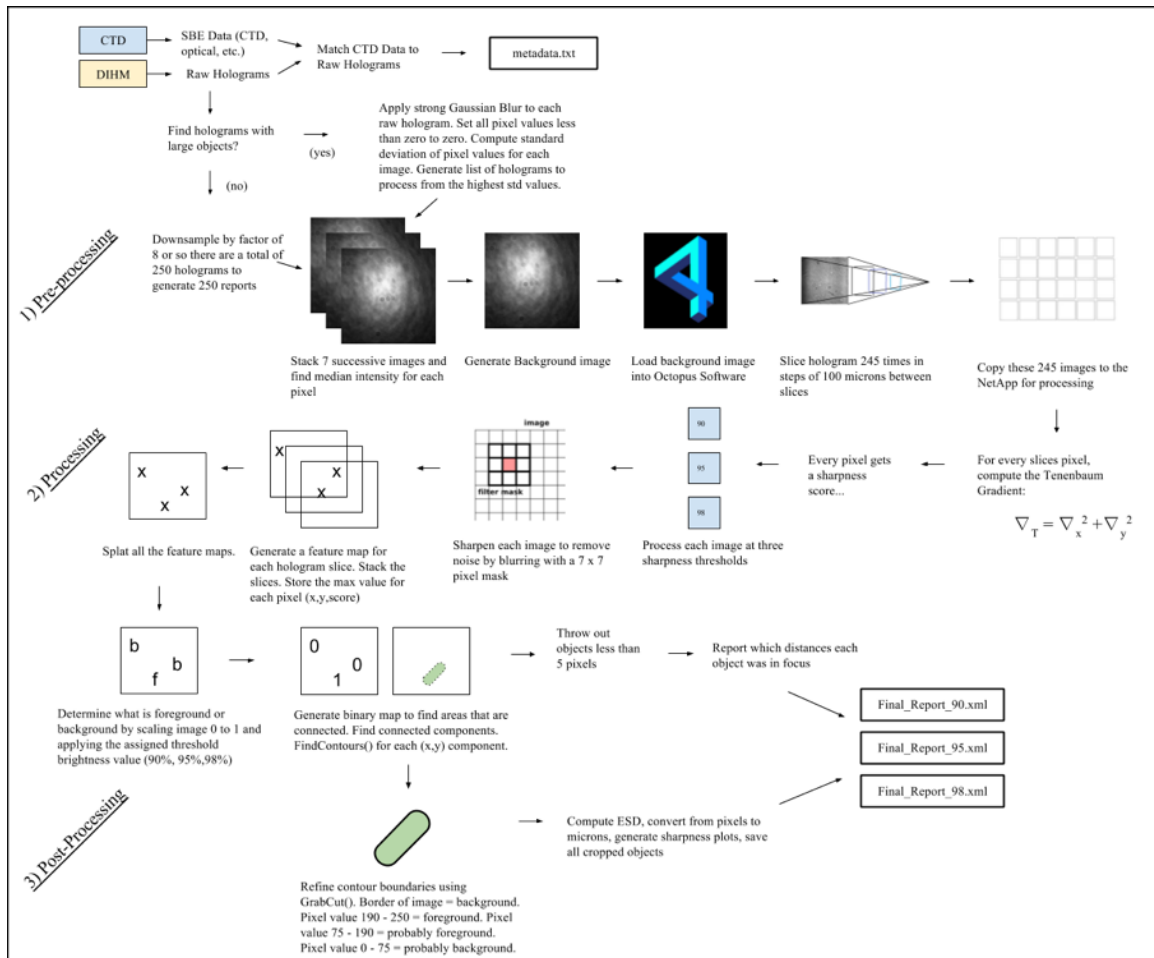 CTD
SBE Data (CTD,
optical, etc.)
Match CTD Data to
Raw Holograms
metadata.txt
DIHM
Raw Holograms
Find holograms with
large objects?
(yes)
(no)
Apply strong Gaussian Blur to each
raw hologram. Set all pixel values less
than zero to zero. Compute standard
deviation of pixel values for each
image. Generate list of holograms to
process from the highest std values.
1) Pre-processing
Downsample by factor of
8 or so there are a total of
250 holograms to
generate 250 reports
Stack 7 successive images and
find median intensity for each
pixel
Generate Background image
Load background image
into Octopus Software
Slice hologram 245 times in
steps of 100 microns between
slices
Copy these 245 images to the
NetApp for processing
2) Processing
For every slices pixel,
compute the Tenenbaum
Gradient:
∇T = ∇x² + ∇y²
Every pixel gets
a sharpness
score...
90
95
98
Process each image at three
sharpness thresholds
image
filter mask
Sharpen each image to remove
noise by blurring with a 7 x 7
pixel mask
x
x
x
Generate a feature map for
each hologram slice. Stack
the slices. Store the max value for
each pixel (x,y,score)
x
x
x
Splat all the feature maps.
b
b
f
Determine what is foreground or
background by scaling image 0 to 1 and
applying the assigned threshold
brightness value (90%, 95%,98%)
0
0
1
Generate binary map to find areas that are
connected. Find connected components.
FindContours() for each (x,y) component.
Throw out
objects less than
5 pixels
Report which distances each
object was in focus
Final_Report_90.xml
Final_Report_95.xml
Final_Report_98.xml
3) Post-Processing
Compute ESD, convert from pixels to
microns, generate sharpness plots, save
all cropped objects
Refine contour boundaries using
GrabCut(). Border of image = background.
Pixel value 190 - 250 = foreground. Pixel
value 75 - 190 = probably foreground.
Pixel value 0 - 75 = probably background.